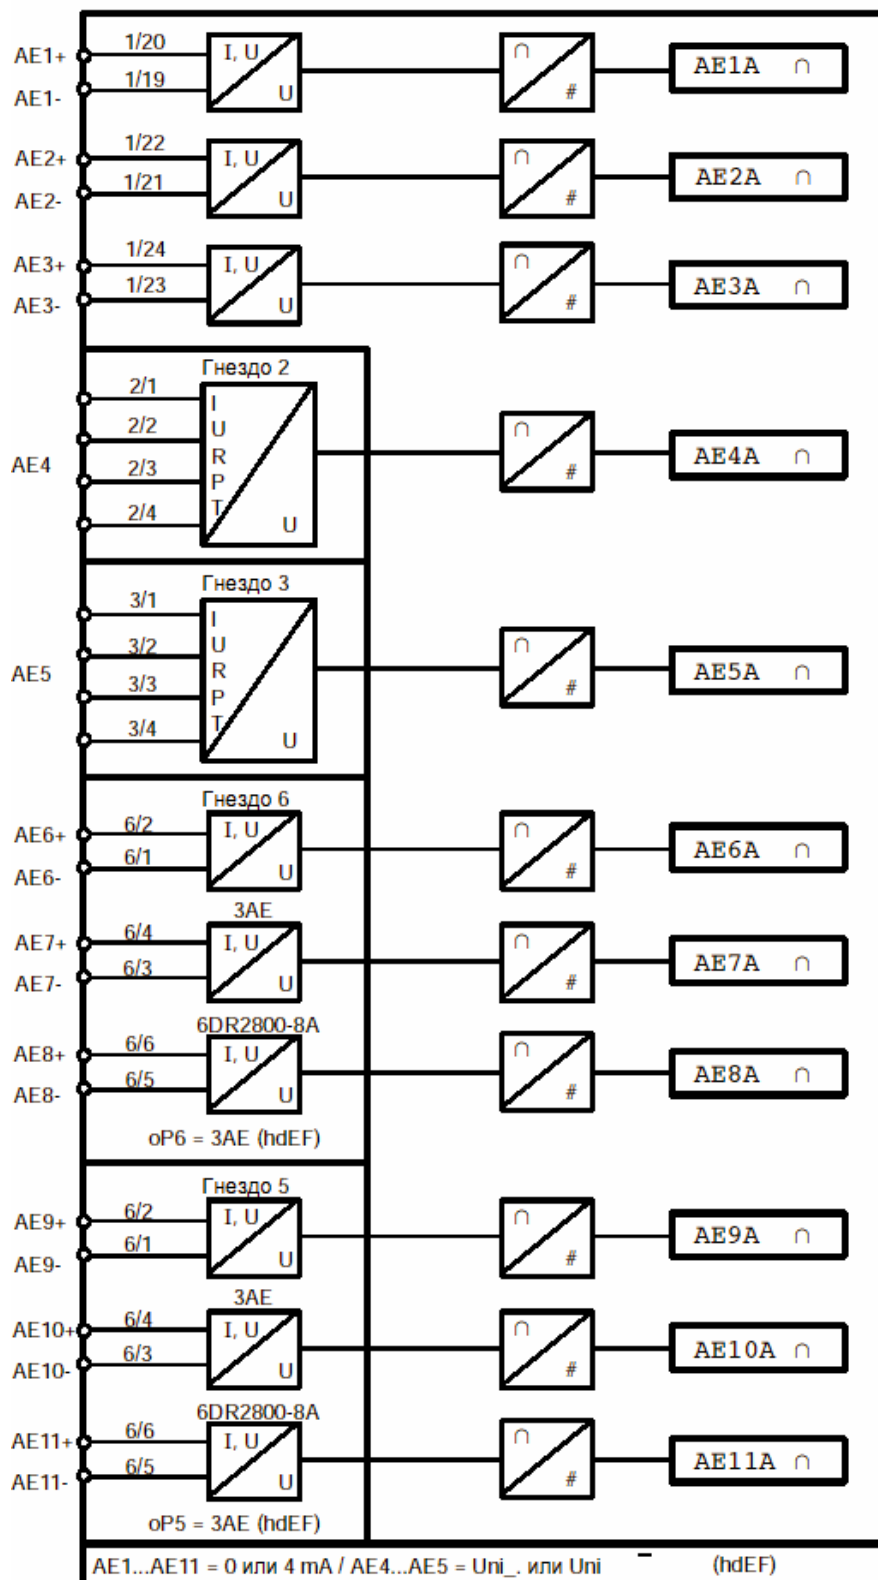 AE1+ 1/20 I, U ∩ AE1A ∩
AE1- 1/19 U #
AE2+ 1/22 I, U ∩ AE2A ∩
AE2- 1/21 U #
AE3+ 1/24 I, U ∩ AE3A ∩
AE3- 1/23 U #
Гнездо 2
2/1 I
2/2 U ∩
AE4 2/3 R P AE4A ∩
2/4 T U #
Гнездо 3
3/1 I
3/2 U ∩
AE5 3/3 R P AE5A ∩
3/4 T U #
Гнездо 6
AE6+ 6/2 I, U ∩ AE6A ∩
AE6- 6/1 U #
3AE
AE7+ 6/4 I, U ∩ AE7A ∩
AE7- 6/3 U #
6DR2800-8A
AE8+ 6/6 I, U ∩ AE8A ∩
AE8- 6/5 U #
oP6 = 3AE (hdEF)
Гнездо 5
AE9+ 6/2 I, U ∩ AE9A ∩
AE9- 6/1 U #
3AE
AE10+ 6/4 I, U ∩ AE10A ∩
AE10- 6/3 U #
6DR2800-8A
AE11+ 6/6 I, U ∩ AE11A ∩
AE11- 6/5 U #
oP5 = 3AE (hdEF)
AE1...AE11 = 0 или 4 mA / AE4...AE5 = Uni_. или Uni ¯ (hdEF)